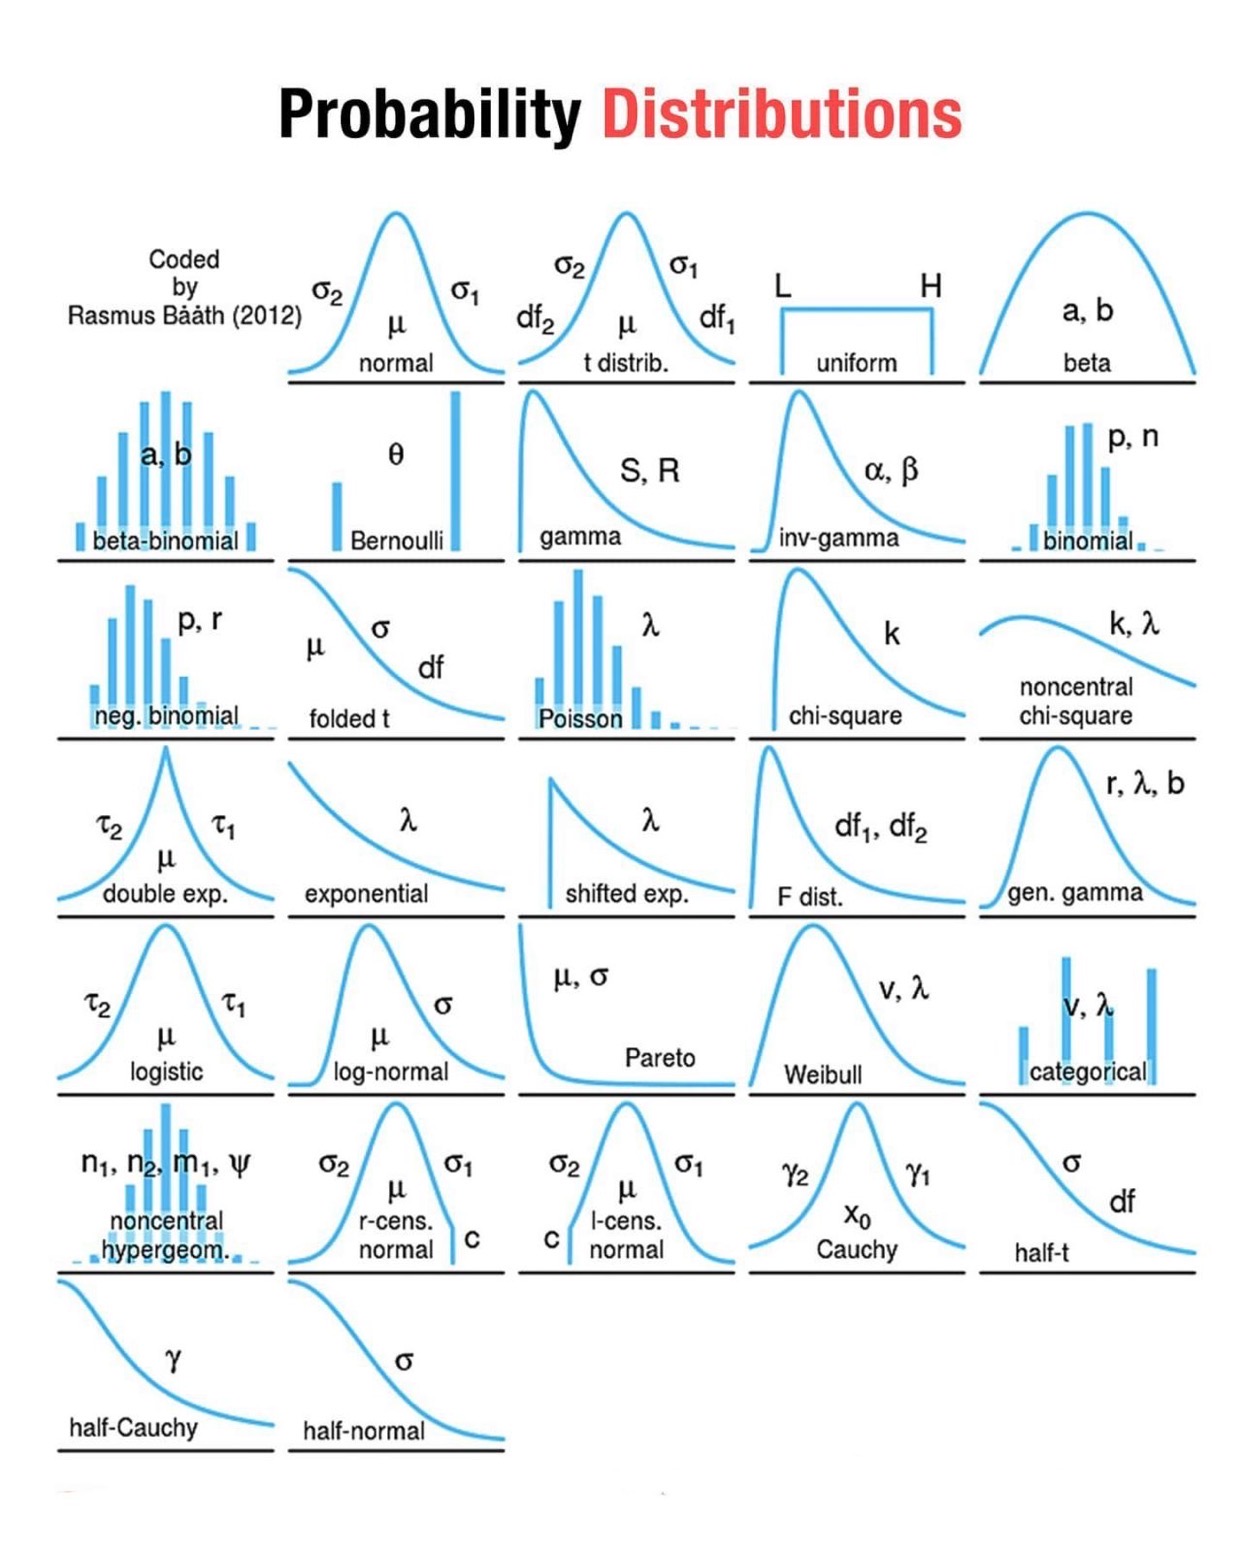 Probability Distributions
Coded
by
Rasmus Bååth (2012)
σ2 σ1
μ
normal
σ2 σ1
df2 μ df1
t distrib.
L H
uniform
a, b
beta
a, b
beta-binomial
θ
Bernoulli
S, R
gamma
α, β
inv-gamma
p, n
binomial
p, r
neg. binomial
μ σ df
folded t
λ
Poisson
k
chi-square
k, λ
noncentral
chi-square
τ2 τ1
μ
double exp.
λ
exponential
λ
shifted exp.
df1, df2
F dist.
r, λ, b
gen. gamma
τ2 τ1
μ
logistic
σ
μ
log-normal
μ, σ
Pareto
v, λ
Weibull
v, λ
categorical
n1, n2, m1, ψ
noncentral
hypergeom.
σ2 σ1
μ
r-cens.
normal c
σ2 σ1
μ
l-cens.
c normal
γ2 γ1
x0
Cauchy
σ
df
half-t
γ
half-Cauchy
σ
half-normal